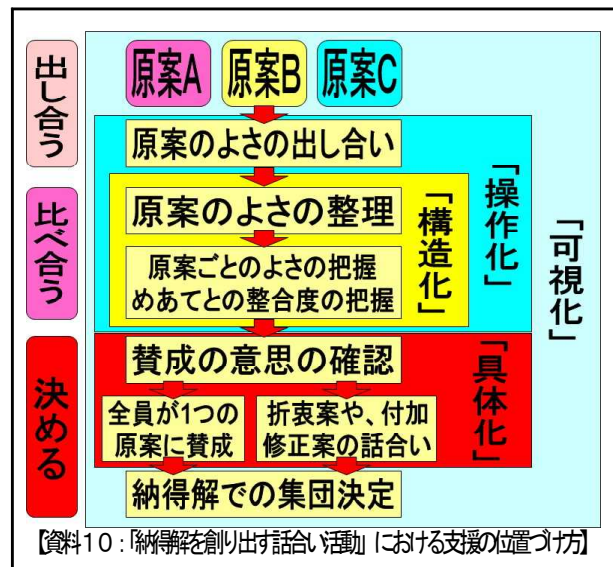 出し合う
原案A
原案B
原案C
原案のよさの出し合い
「操作化」
「可視化」
比べ合う
原案のよさの整理
「構造化」
原案ごとのよさの把握
めあてとの整合度の把握
決める
賛成の意思の確認
「具体化」
全員が1つの
原案に賛成
折衷案や、付加
修正案の話合い
納得解での集団決定
【資料10:「納得解を創り出す話合い活動」における支援の位置づけ方】